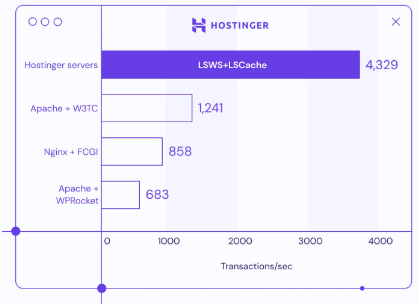 HOSTINGER
Hostinger servers
LSWS+LSCache
4,329
Apache + W3TC
1,241
Nginx + FCGI
858
Apache +
WPRocket
683
0 1000 2000 3000 4000
Transactions/sec